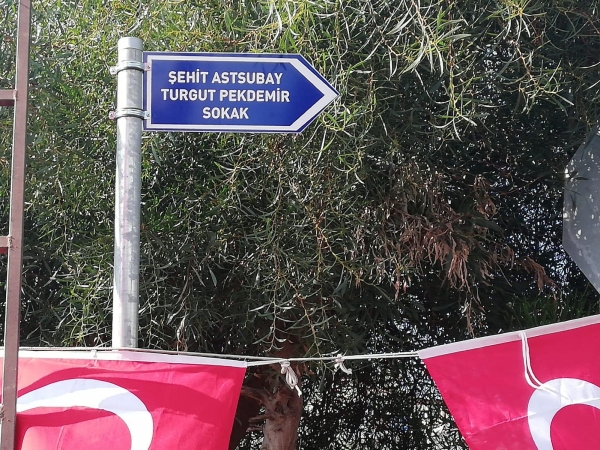 ŞEHİT ASTSUBAY
TURGUT PEKDEMİR
SOKAK